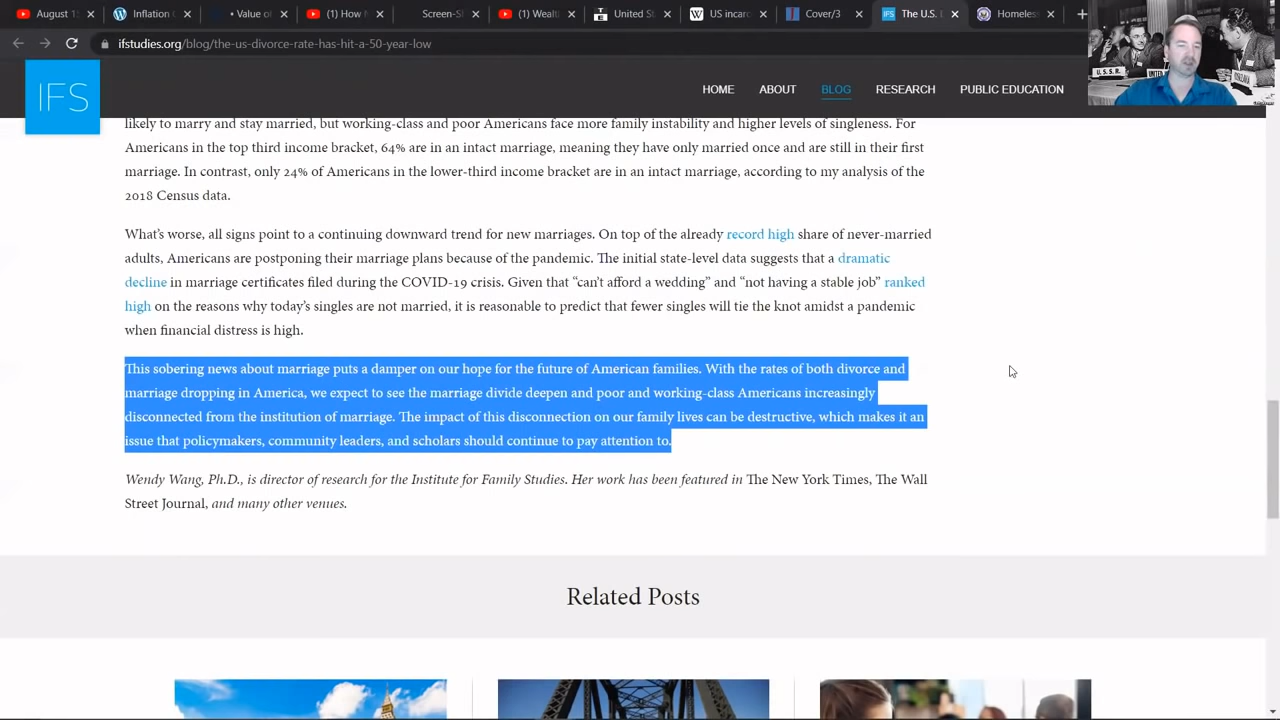 August 1
Inflation
• Value of
(1) How
Screen-S
(1) Wealt
United S
US incar
Cover/3
The U.S.
Homeles
ifstudies.org/blog/the-us-divorce-rate-has-hit-a-50-year-low
U.S.S.R.
IFS
HOME ABOUT BLOG RESEARCH PUBLIC EDUCATION
likely to marry and stay married, but working-class and poor Americans face more family instability and higher levels of singleness. For
Americans in the top third income bracket, 64% are in an intact marriage, meaning they have only married once and are still in their first
marriage. In contrast, only 24% of Americans in the lower-third income bracket are in an intact marriage, according to my analysis of the
2018 Census data.
What’s worse, all signs point to a continuing downward trend for new marriages. On top of the already record high share of never-married
adults, Americans are postponing their marriage plans because of the pandemic. The initial state-level data suggests that a dramatic
decline in marriage certificates filed during the COVID-19 crisis. Given that “can’t afford a wedding” and “not having a stable job” ranked
high on the reasons why today’s singles are not married, it is reasonable to predict that fewer singles will tie the knot amidst a pandemic
when financial distress is high.
This sobering news about marriage puts a damper on our hope for the future of American families. With the rates of both divorce and
marriage dropping in America, we expect to see the marriage divide deepen and poor and working-class Americans increasingly
disconnected from the institution of marriage. The impact of this disconnection on our family lives can be destructive, which makes it an
issue that policymakers, community leaders, and scholars should continue to pay attention to.
Wendy Wang, Ph.D., is director of research for the Institute for Family Studies. Her work has been featured in The New York Times, The Wall
Street Journal, and many other venues.
Related Posts